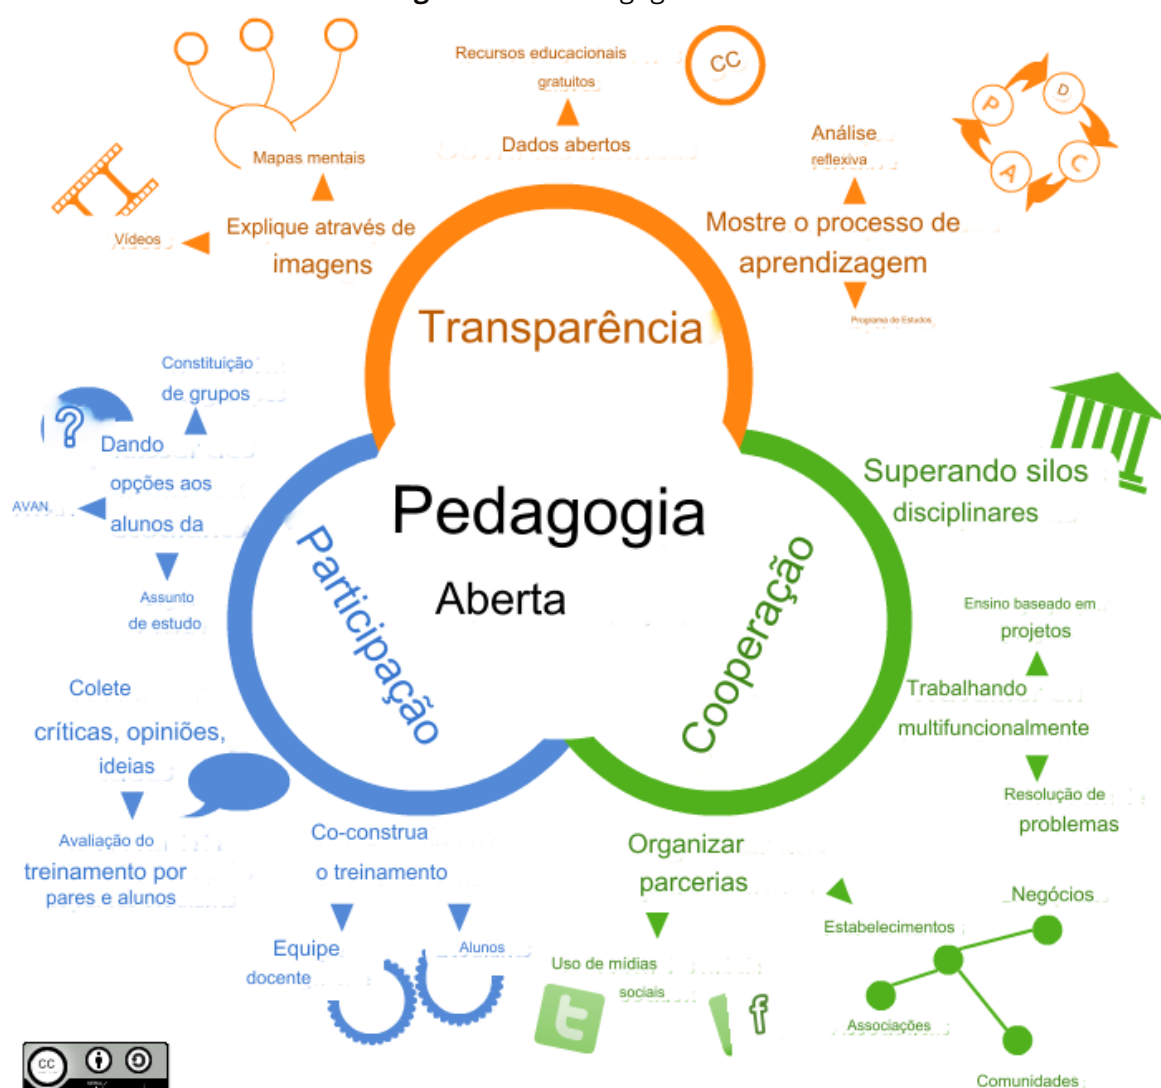 Recursos educacionais
gratuitos
CC
Dados abertos
Mapas mentais
Análise
reflexiva
P
D
C
A
Vídeos
Explique através de
imagens
Mostre o processo de
aprendizagem
Programa de Estudos
Transparência
Constituição
de grupos
?
Dando
opções aos
alunos da
AVAN
Assunto
de estudo
Superando silos
disciplinares
Pedagogia
Aberta
Participação
Cooperação
Ensino baseado em
projetos
Trabalhando
multifuncionalmente
Resolução de
problemas
Colete
críticas, opiniões,
ideias
Avaliação do
treinamento por
pares e alunos
Co-construa
o treinamento
Equipe
docente
Alunos
Organizar
parcerias
Uso de mídias
sociais
t
f
Estabelecimentos
Negócios
Associações
Comunidades
cc